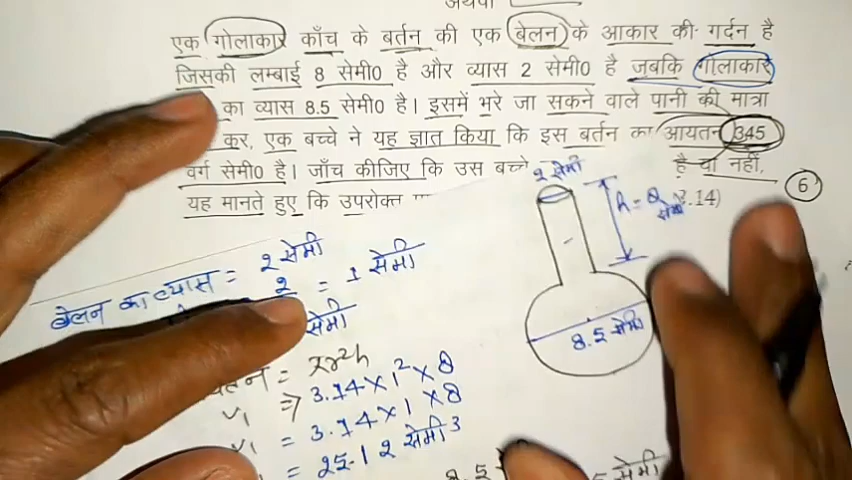 अथवा
एक गोलाकार काँच के बर्तन की एक बेलन के आकार की गर्दन है
जिसकी लम्बाई 8 सेमी0 है और व्यास 2 सेमी0 है जबकि गोलाकार
का व्यास 8.5 सेमी0 है। इसमें भरे जा सकने वाले पानी की मात्रा
कर, एक बच्चे ने यह ज्ञात किया कि इस बर्तन का आयतन 345
वर्ग सेमी0 है। जाँच कीजिए कि उस बच्चे है या नहीं,
यह मानते हुए कि उपरोक्त .14)
6
2 सेमी
h = 8 सेमी
8.5 सेमी
बेलन का व्यास = 2 सेमी
2 = 1 सेमी
सेमी
= πr²h
V₁ ⇒ 3.14 × 1² × 8
V₁ = 3.14 × 1 × 8
= 25.12 सेमी³
8.5
सेमी